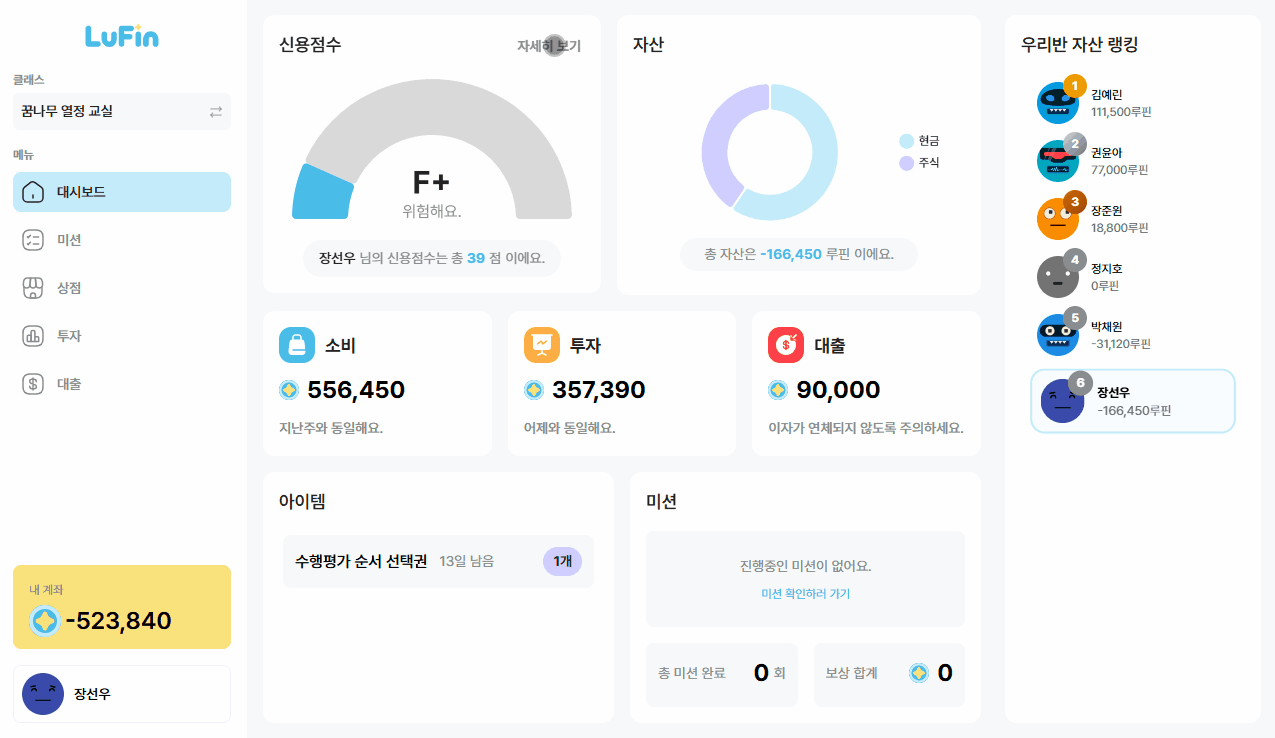 LuFin
클래스
꿈나무 열정 교실
메뉴
대시보드
미션
상점
투자
대출
내 계좌
-523,840
장선우
신용점수
자세히 보기
F+
위험해요.
장선우 님의 신용점수는 총 39 점 이에요.
자산
현금
주식
총 자산은 -166,450 루핀 이에요.
소비
556,450
지난주와 동일해요.
투자
357,390
어제와 동일해요.
대출
90,000
이자가 연체되지 않도록 주의하세요.
아이템
수행평가 순서 선택권 13일 남음 1개
미션
진행중인 미션이 없어요.
미션 확인하러 가기
총 미션 완료 0 회
보상 합계 0
우리반 자산 랭킹
1
김예린
111,500루핀
2
권윤아
77,000루핀
3
장준원
18,800루핀
4
정지호
0루핀
5
박채원
-31,120루핀
6
장선우
-166,450루핀